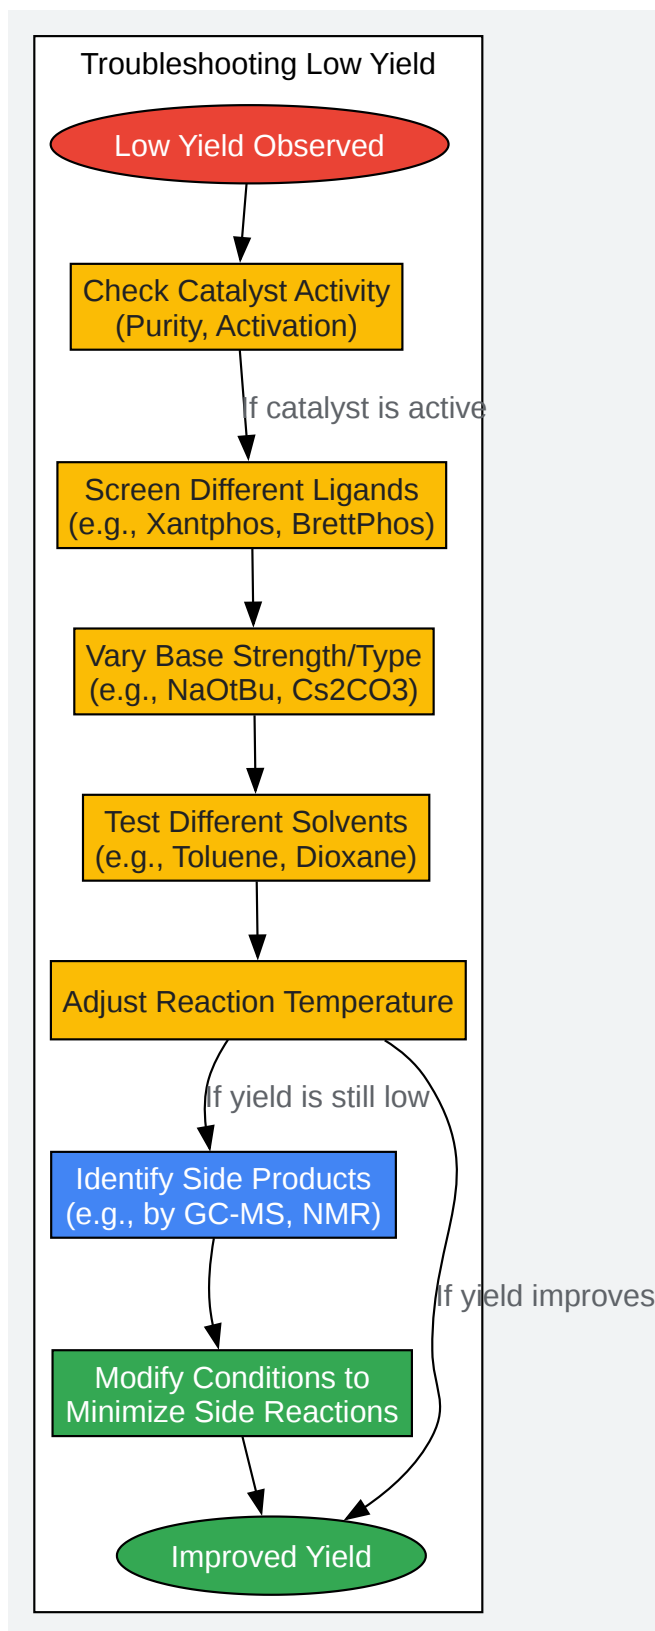 Troubleshooting Low Yield
Low Yield Observed
Check Catalyst Activity
(Purity, Activation)
If catalyst is active
Screen Different Ligands
(e.g., Xantphos, BrettPhos)
Vary Base Strength/Type
(e.g., NaOtBu, Cs2CO3)
Test Different Solvents
(e.g., Toluene, Dioxane)
Adjust Reaction Temperature
If yield is still low
Identify Side Products
(e.g., by GC-MS, NMR)
If yield improves
Modify Conditions to
Minimize Side Reactions
Improved Yield